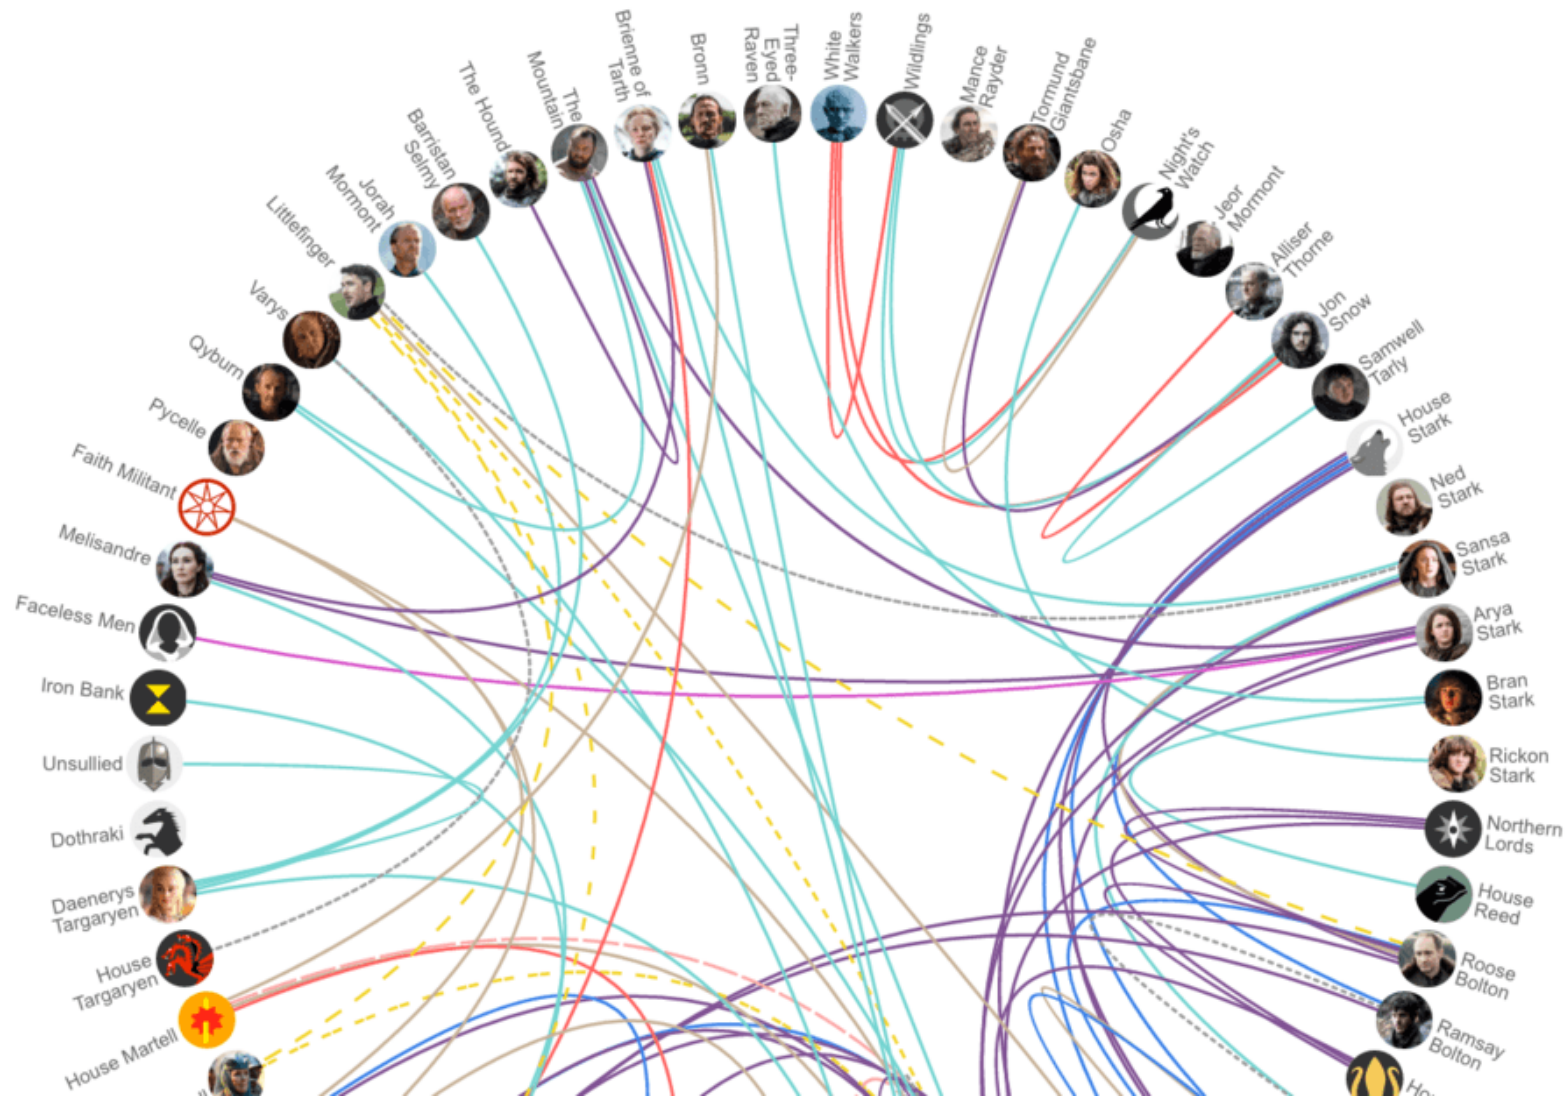 Brienne of
Tarth
Bronn
Three-
Eyed
Raven
White
Walkers
Wildlings
Mance
Rayder
Tormund
Giantsbane
Osha
Night's
Watch
Jeor
Mormont
Alliser
Thorne
Jon
Snow
Samwell
Tarly
House
Stark
Ned
Stark
Sansa
Stark
Arya
Stark
Bran
Stark
Rickon
Stark
Northern
Lords
House
Reed
Roose
Bolton
Ramsay
Bolton
The
Mountain
The Hound
Barristan
Selmy
Jorah
Mormont
Littlefinger
Varys
Qyburn
Pycelle
Faith Militant
Melisandre
Faceless Men
Iron Bank
Unsullied
Dothraki
Daenerys
Targaryen
House
Targaryen
House Martell